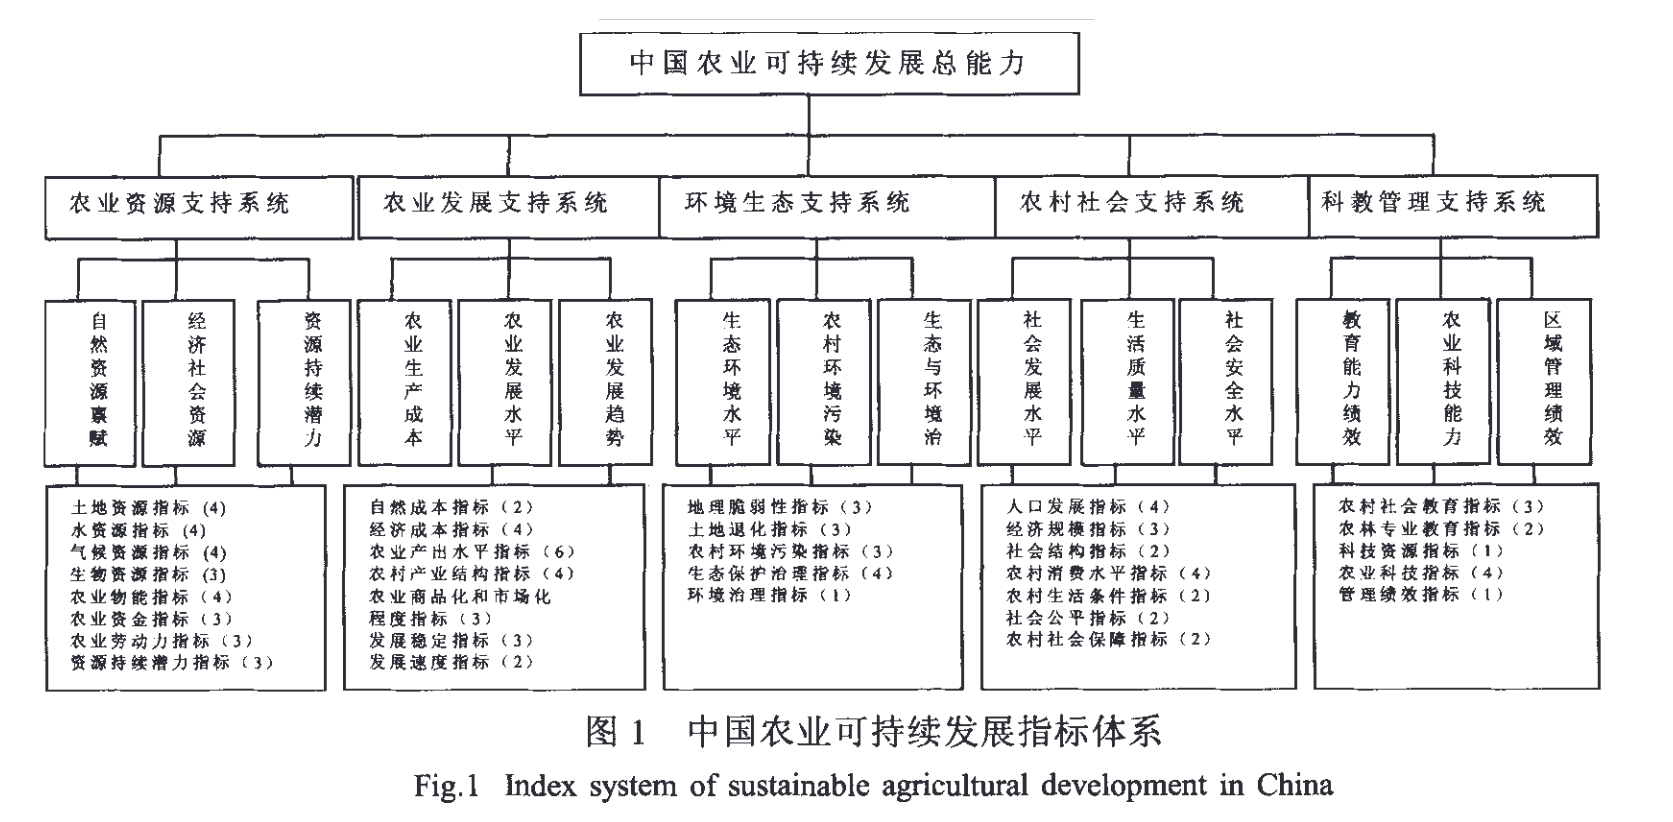 中国农业可持续发展总能力
农业资源支持系统
农业发展支持系统
环境生态支持系统
农村社会支持系统
科教管理支持系统
自然资源禀赋
经济社会资源
资源持续潜力
农业生产成本
农业发展水平
农业发展趋势
生态环境水平
农村环境污染
生态与环境治
社会发展水平
生活质量水平
社会安全水平
教育能力绩效
农业科技能力
区域管理绩效
土地资源指标 (4)
水资源指标 (4)
气候资源指标 (4)
生物资源指标 (3)
农业物能指标（4）
农业资金指标（3）
农业劳动力指标（3）
资源持续潜力指标（3）
自然成本指标（2）
经济成本指标（4）
农业产出水平指标（6）
农村产业结构指标（4）
农业商品化和市场化
程度指标（3）
发展稳定指标（3）
发展速度指标（2）
地理脆弱性指标（3）
土地退化指标（3）
农村环境污染指标（3）
生态保护治理指标（4）
环境治理指标（1）
人口发展指标（4）
经济规模指标（3）
社会结构指标（2）
农村消费水平指标（4）
农村生活条件指标（2）
社会公平指标（2）
农村社会保障指标（2）
农村社会教育指标（3）
农林专业教育指标（2）
科技资源指标（1）
农业科技指标（4）
管理绩效指标（1）
图 1 中国农业可持续发展指标体系
Fig.1 Index system of sustainable agricultural development in China